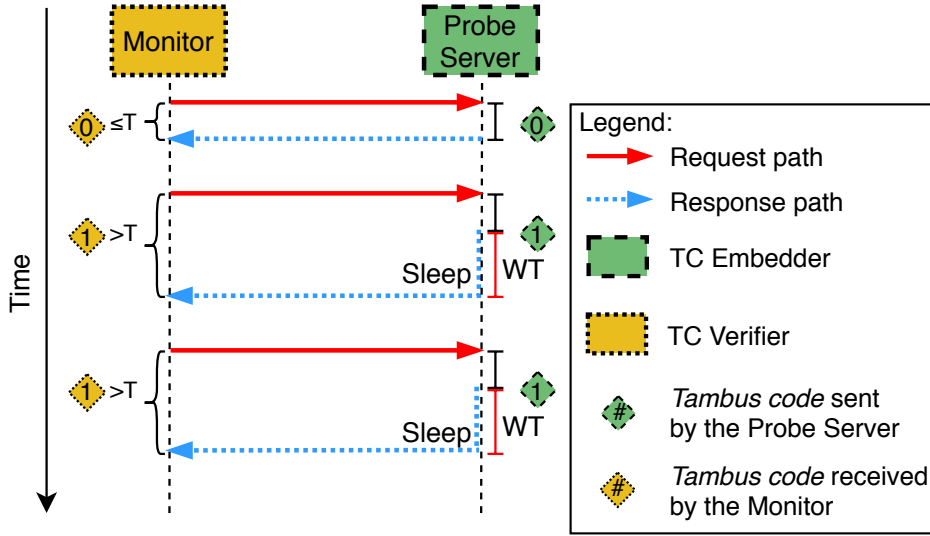 Monitor
Probe
Server
0 ≤T
0
1 >T
1
Sleep
WT
1 >T
1
Sleep
WT
Time
Legend:
Request path
Response path
TC Embedder
TC Verifier
# Tambus code sent
by the Probe Server
# Tambus code received
by the Monitor